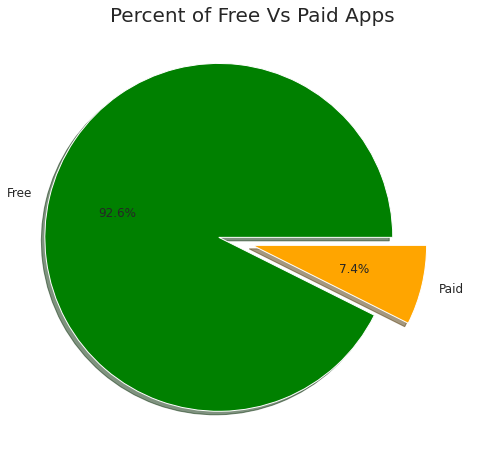 Percent of Free Vs Paid Apps
Free
92.6%
7.4%
Paid